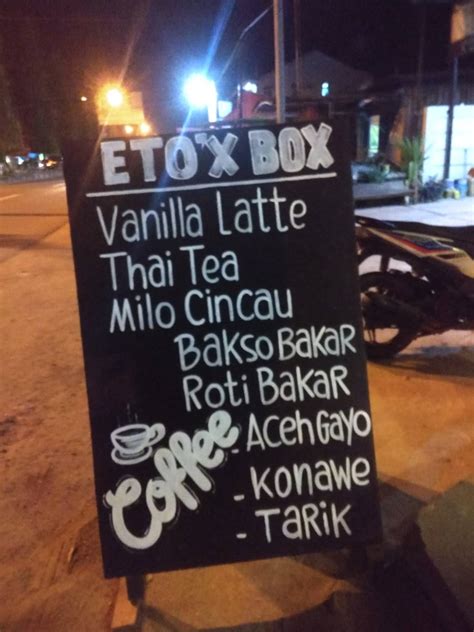 ETO'X BOX
Vanilla Latte
Thai Tea
Milo Cincau
Bakso Bakar
Roti Bakar
Coffee
- Aceh Gayo
- Konawe
- Tarik